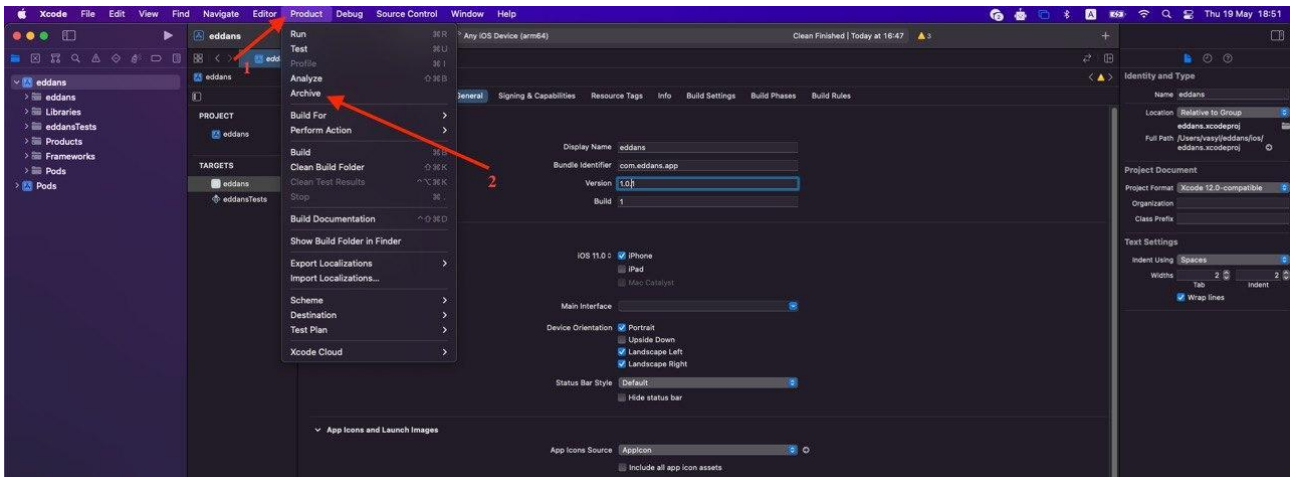 Xcode File Edit View Find Navigate Editor Product Debug Source Control Window Help
A
Thu 19 May 18:51
eddans
Any iOS Device (arm64)
Clean Finished | Today at 16:47
3
1
2
eddans
eddans
Libraries
eddansTests
Products
Frameworks
Pods
Pods
edd
eddans
PROJECT
eddans
TARGETS
eddans
eddansTests
Run ⌘R
Test ⌘U
Profile ⌘I
Analyze ⇧⌘B
Archive
Build For
Perform Action
Build ⌘B
Clean Build Folder ⇧⌘K
Clean Test Results ^⌥⌘K
Stop ⌘.
Build Documentation ^⇧⌘D
Show Build Folder in Finder
Export Localizations
Import Localizations...
Scheme
Destination
Test Plan
Xcode Cloud
General Signing & Capabilities Resource Tags Info Build Settings Build Phases Build Rules
Display Name eddans
Bundle Identifier com.eddans.app
Version 1.0.1
Build 1
iOS 11.0 iPhone
iPad
Mac Catalyst
Main Interface
Device Orientation Portrait
Upside Down
Landscape Left
Landscape Right
Status Bar Style Default
Hide status bar
App Icons and Launch Images
App Icons Source AppIcon
Include all app icon assets
Identity and Type
Name eddans
Location Relative to Group
eddans.xcodeproj
Full Path /Users/vasyl/eddans/ios/
eddans.xcodeproj
Project Document
Project Format Xcode 12.0-compatible
Organization
Class Prefix
Text Settings
Indent Using Spaces
Widths 2 2
Tab Indent
Wrap lines